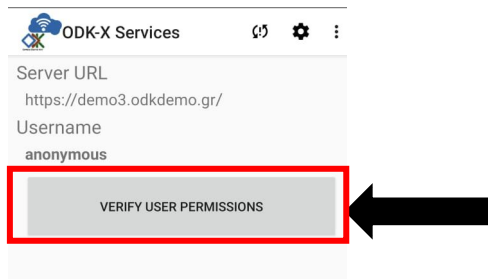 ODK-X Services
Server URL
https://demo3.odkdemo.gr/
Username
anonymous
VERIFY USER PERMISSIONS